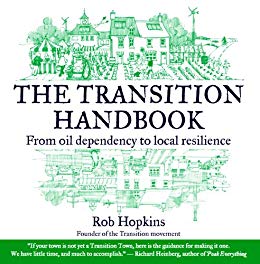 THE TRANSITION
HANDBOOK
From oil dependency to local resilience
Rob Hopkins
Founder of the Transition movement
"If your town is not yet a Transition Town, here is the guidance for making it one.
We have little time, and much to accomplish." — Richard Heinberg, author of Peak Everything